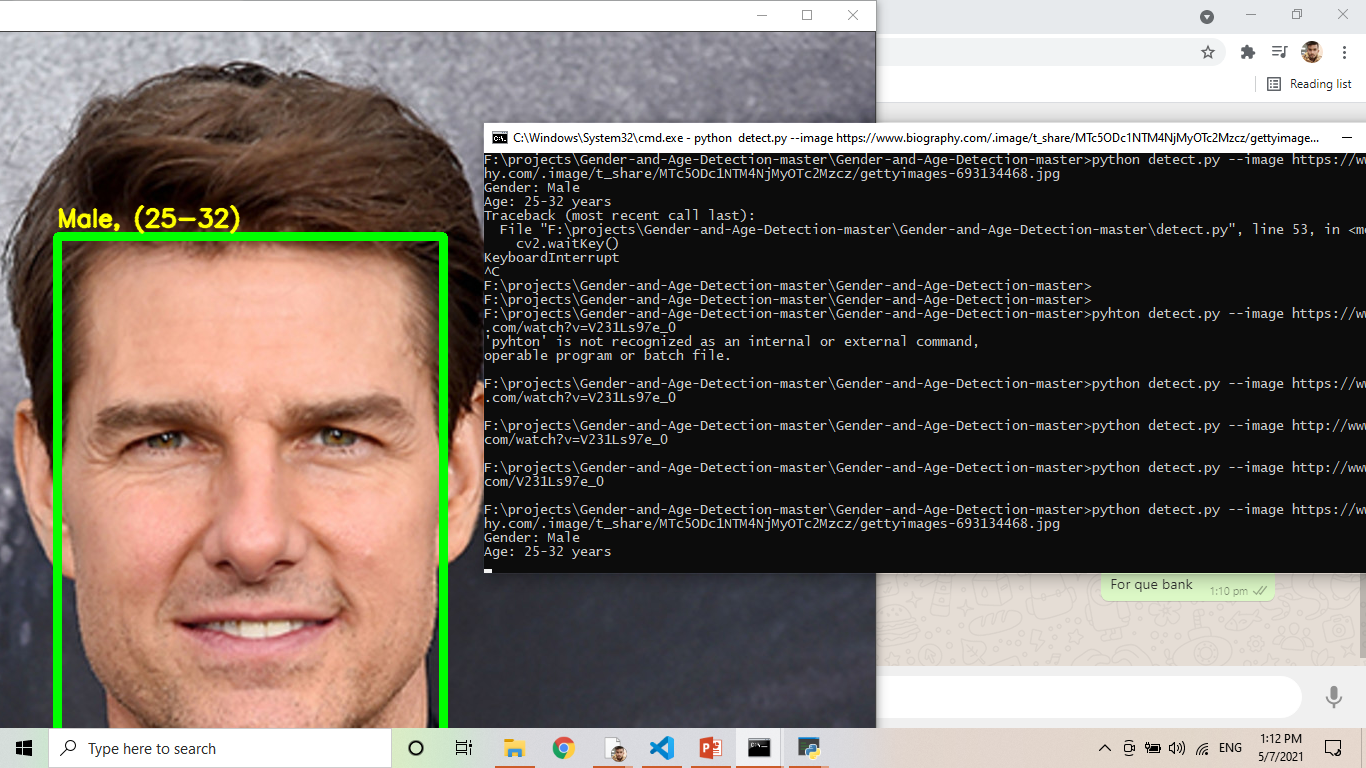 Reading list
C:\Windows\System32\cmd.exe - python detect.py --image https://www.biography.com/.image/t_share/MTc5ODc1NTM4NjMyOTc2Mzcz/gettyimage...
F:\projects\Gender-and-Age-Detection-master\Gender-and-Age-Detection-master>python detect.py --image https://ww
hy.com/.image/t_share/MTc5ODc1NTM4NjMyOTc2Mzcz/gettyimages-693134468.jpg
Gender: Male
Age: 25-32 years
Traceback (most recent call last):
File "F:\projects\Gender-and-Age-Detection-master\Gender-and-Age-Detection-master\detect.py", line 53, in <mo
cv2.waitKey()
KeyboardInterrupt
^C
F:\projects\Gender-and-Age-Detection-master\Gender-and-Age-Detection-master>
F:\projects\Gender-and-Age-Detection-master\Gender-and-Age-Detection-master>
F:\projects\Gender-and-Age-Detection-master\Gender-and-Age-Detection-master>pyhton detect.py --image https://ww
.com/watch?v=V231Ls97e_0
'pyhton' is not recognized as an internal or external command,
operable program or batch file.
F:\projects\Gender-and-Age-Detection-master\Gender-and-Age-Detection-master>python detect.py --image https://ww
.com/watch?v=V231Ls97e_0
F:\projects\Gender-and-Age-Detection-master\Gender-and-Age-Detection-master>python detect.py --image http://www
com/watch?v=V231Ls97e_0
F:\projects\Gender-and-Age-Detection-master\Gender-and-Age-Detection-master>python detect.py --image http://www
com/V231Ls97e_0
F:\projects\Gender-and-Age-Detection-master\Gender-and-Age-Detection-master>python detect.py --image https://ww
hy.com/.image/t_share/MTc5ODc1NTM4NjMyOTc2Mzcz/gettyimages-693134468.jpg
Gender: Male
Age: 25-32 years
Male, (25-32)
For que bank
1:10 pm
Type here to search
ENG
1:12 PM
5/7/2021